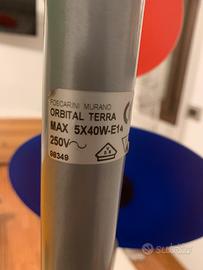 FOSCARINI MURANO
ORBITAL TERRA
MAX 5X40W-E14
250V~
98349
subito